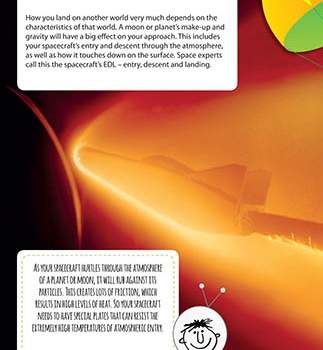 How you land on another world very much depends on the
characteristics of that world. A moon or planet's make-up and
gravity will have a big effect on your approach. This includes
your spacecraft's entry and descent through the atmosphere,
as well as how it touches down on the surface. Space experts
call this the spacecraft's EDL – entry, descent and landing.
As your spacecraft hurtles through the atmosphere
of a planet or moon, it will rub against its
particles. This creates lots of friction, which
results in high levels of heat. So your spacecraft
needs to have special plates that can resist the
extremely high temperatures of atmospheric entry.